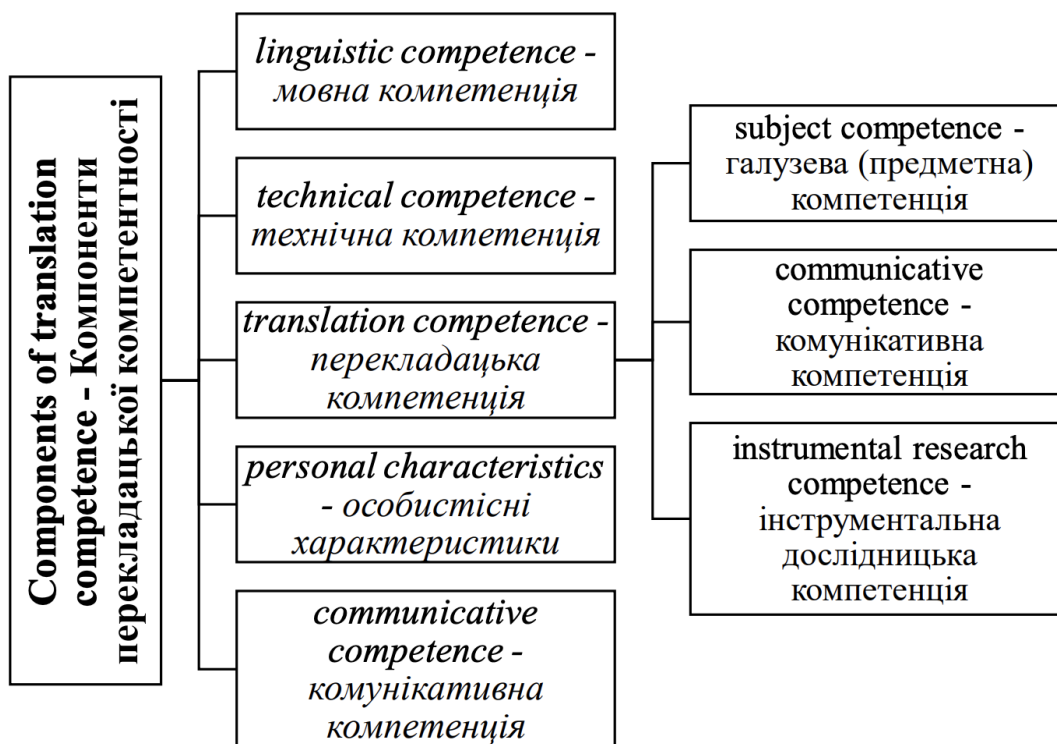 Components of translation
competence - Компоненти
перекладацької компетентності
linguistic competence -
мовна компетенція
technical competence -
технічна компетенція
translation competence -
перекладацька
компетенція
personal characteristics
- особистісні
характеристики
communicative
competence -
комунікативна
компетенція
subject competence -
галузева (предметна)
компетенція
communicative
competence -
комунікативна
компетенція
instrumental research
competence -
інструментальна
дослідницька
компетенція